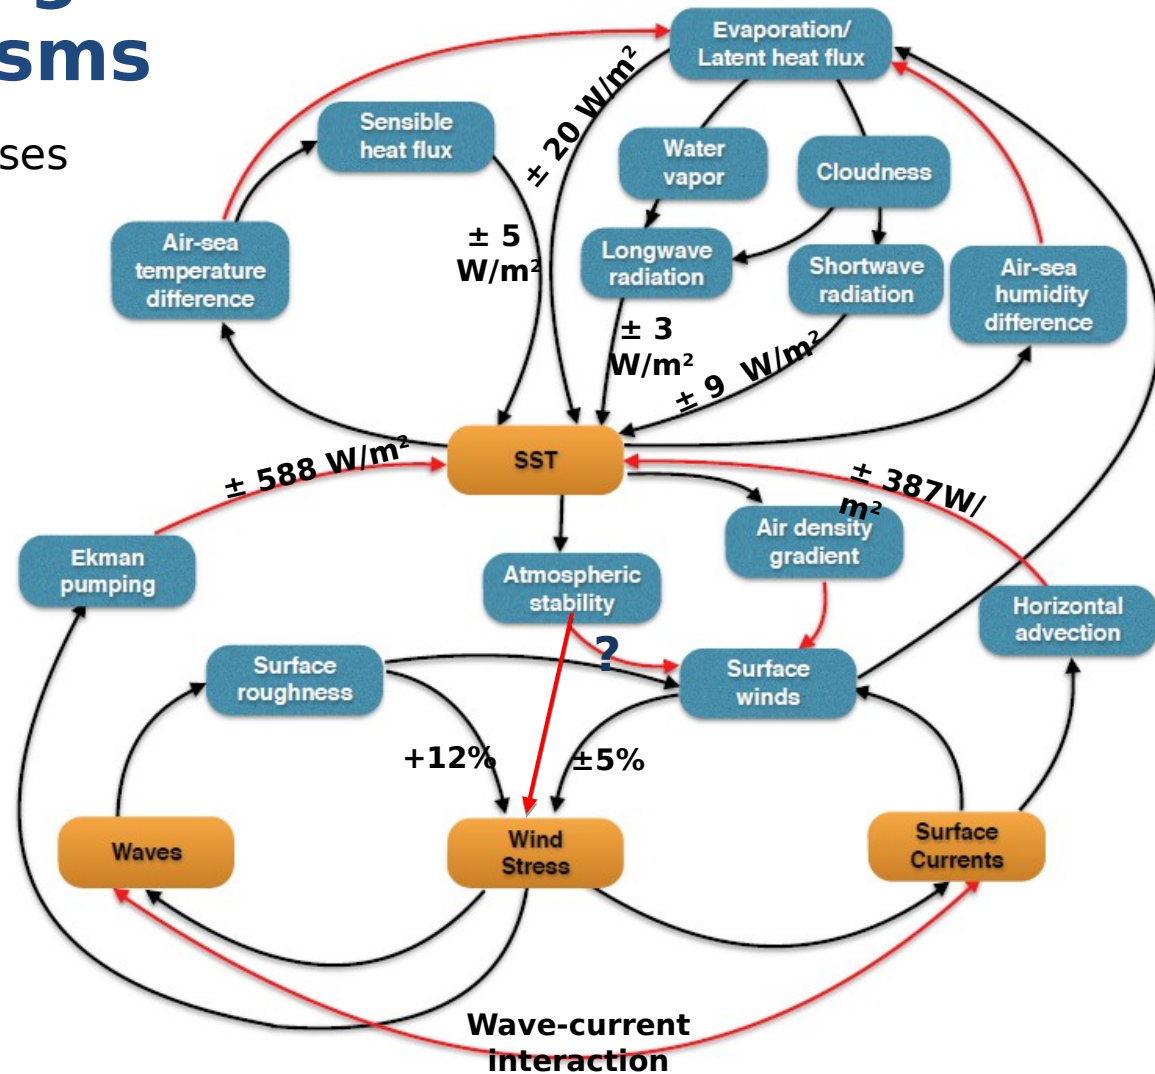 sms
ses
Evaporation/
Latent heat flux
Sensible
heat flux
± 20 W/m²
Water
vapor
Cloudness
Air-sea
temperature
difference
± 5
W/m²
Longwave
radiation
Shortwave
radiation
Air-sea
humidity
difference
± 3
W/m²
± 9 W/m²
SST
± 588 W/m²
± 387W/
m²
Air density
gradient
Ekman
pumping
Atmospheric
stability
Horizontal
advection
?
Surface
roughness
Surface
winds
+12%
±5%
Waves
Wind
Stress
Surface
Currents
Wave-current
interaction